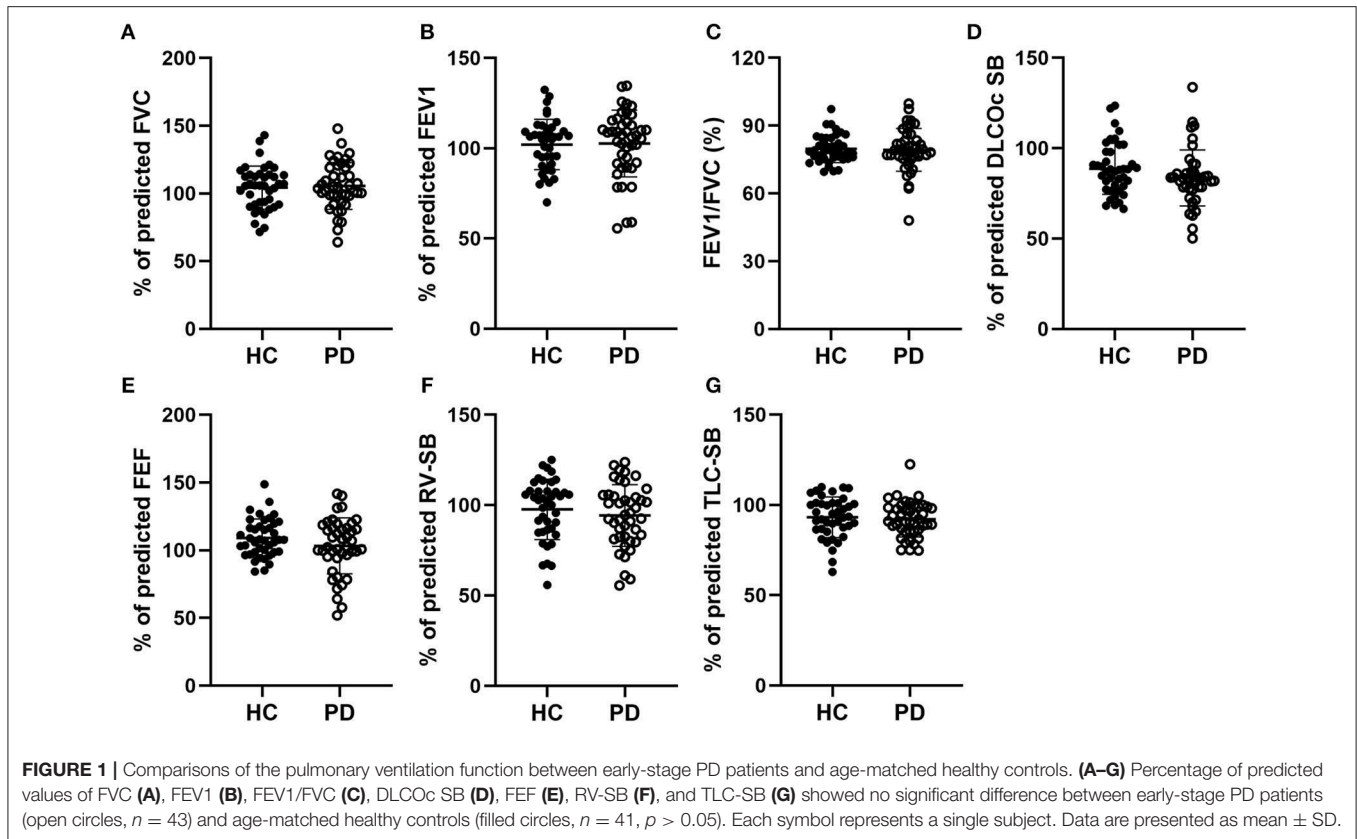 A
B
C
D
% of predicted FVC
200
150
100
50
0
HC PD
% of predicted FEV1
150
100
50
0
HC PD
FEV1/FVC (%)
120
90
60
30
0
HC PD
% of predicted DLCOc SB
150
100
50
0
HC PD
E
F
G
% of predicted FEF
200
150
100
50
0
HC PD
% of predicted RV-SB
150
100
50
0
HC PD
% of predicted TLC-SB
150
100
50
0
HC PD
FIGURE 1 | Comparisons of the pulmonary ventilation function between early-stage PD patients and age-matched healthy controls. (A–G) Percentage of predicted
values of FVC (A), FEV1 (B), FEV1/FVC (C), DLCOc SB (D), FEF (E), RV-SB (F), and TLC-SB (G) showed no significant difference between early-stage PD patients
(open circles, n = 43) and age-matched healthy controls (filled circles, n = 41, p > 0.05). Each symbol represents a single subject. Data are presented as mean ± SD.